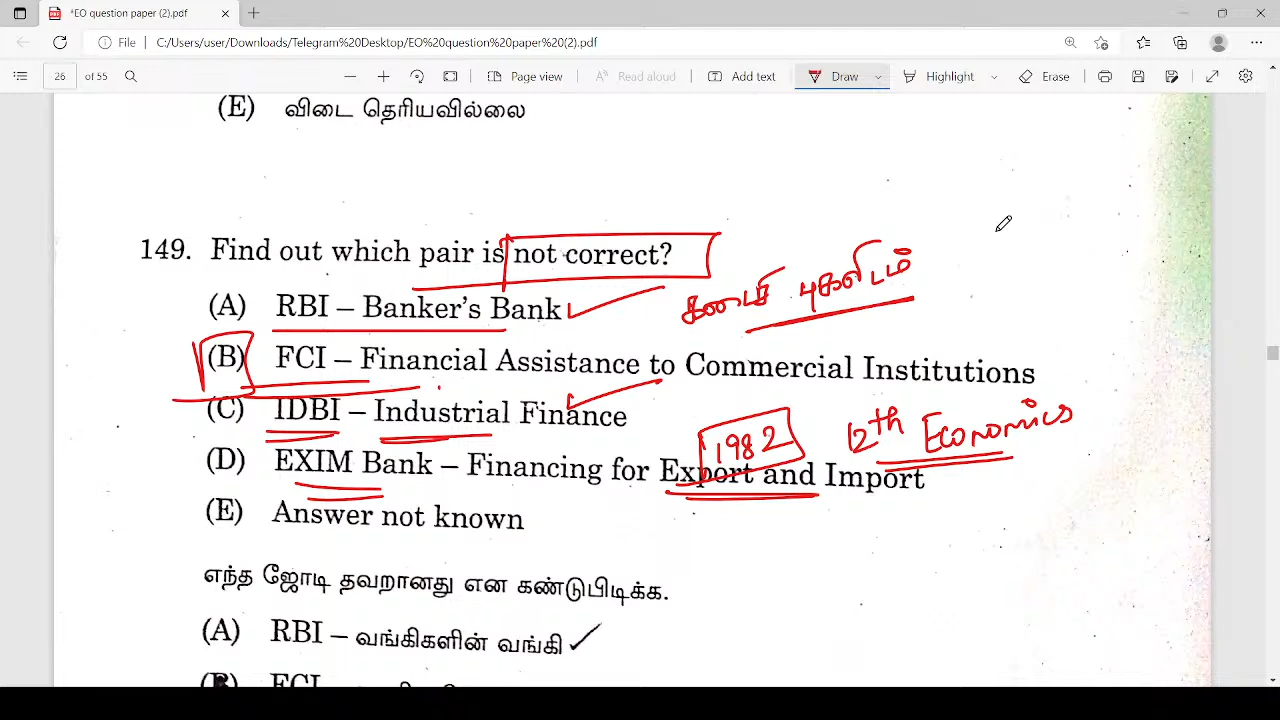 *EO question paper (2).pdf
File C:/Users/user/Downloads/Telegram%20Desktop/EO%20question%20paper%20(2).pdf
26 of 55 Page view Read aloud Add text Draw Highlight Erase
(E) விடை தெரியவில்லை
149. Find out which pair is not correct?
(A) RBI – Banker's Bank
கடைசி புகலிடம்
(B) FCI – Financial Assistance to Commercial Institutions
(C) IDBI – Industrial Finance
1982 12th Economics
(D) EXIM Bank – Financing for Export and Import
(E) Answer not known
எந்த ஜோடி தவறானது என கண்டுபிடிக்க.
(A) RBI – வங்கிகளின் வங்கி
(B) FCI